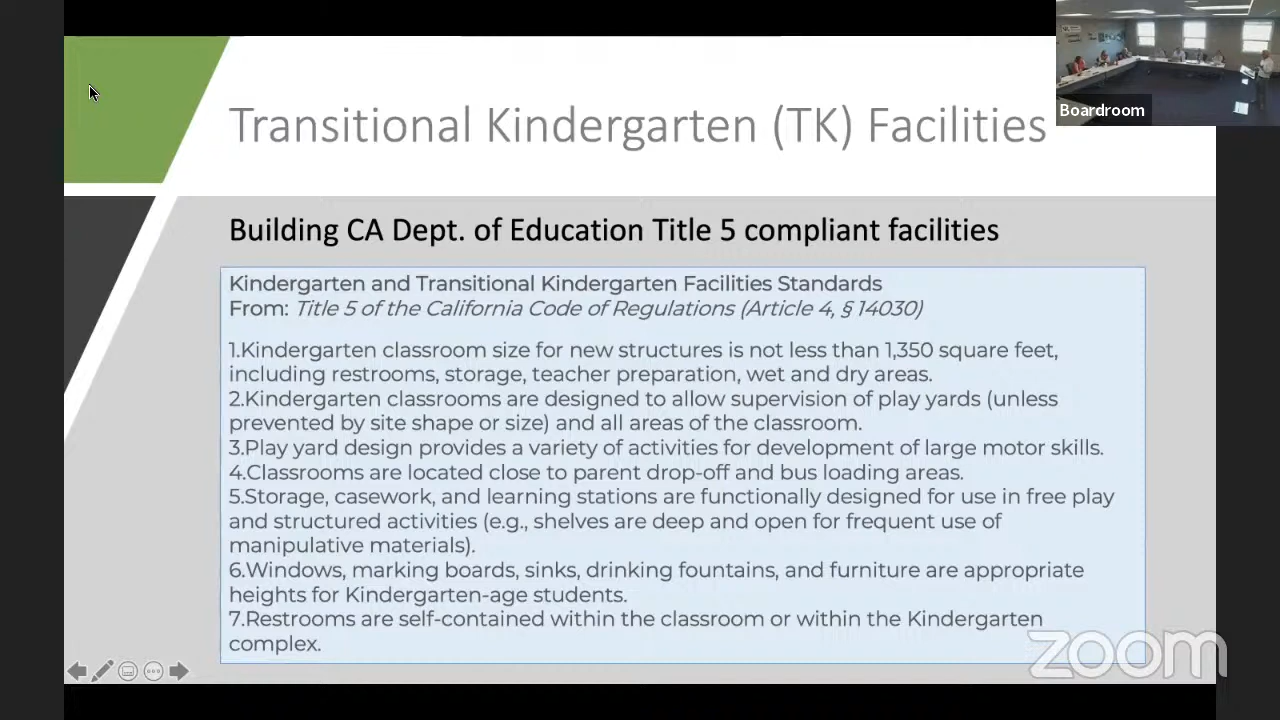 Transitional Kindergarten (TK) Facilities
Boardroom
Building CA Dept. of Education Title 5 compliant facilities
Kindergarten and Transitional Kindergarten Facilities Standards
From: Title 5 of the California Code of Regulations (Article 4, § 14030)
1.Kindergarten classroom size for new structures is not less than 1,350 square feet,
including restrooms, storage, teacher preparation, wet and dry areas.
2.Kindergarten classrooms are designed to allow supervision of play yards (unless
prevented by site shape or size) and all areas of the classroom.
3.Play yard design provides a variety of activities for development of large motor skills.
4.Classrooms are located close to parent drop-off and bus loading areas.
5.Storage, casework, and learning stations are functionally designed for use in free play
and structured activities (e.g., shelves are deep and open for frequent use of
manipulative materials).
6.Windows, marking boards, sinks, drinking fountains, and furniture are appropriate
heights for Kindergarten-age students.
7.Restrooms are self-contained within the classroom or within the Kindergarten
complex.
zoom